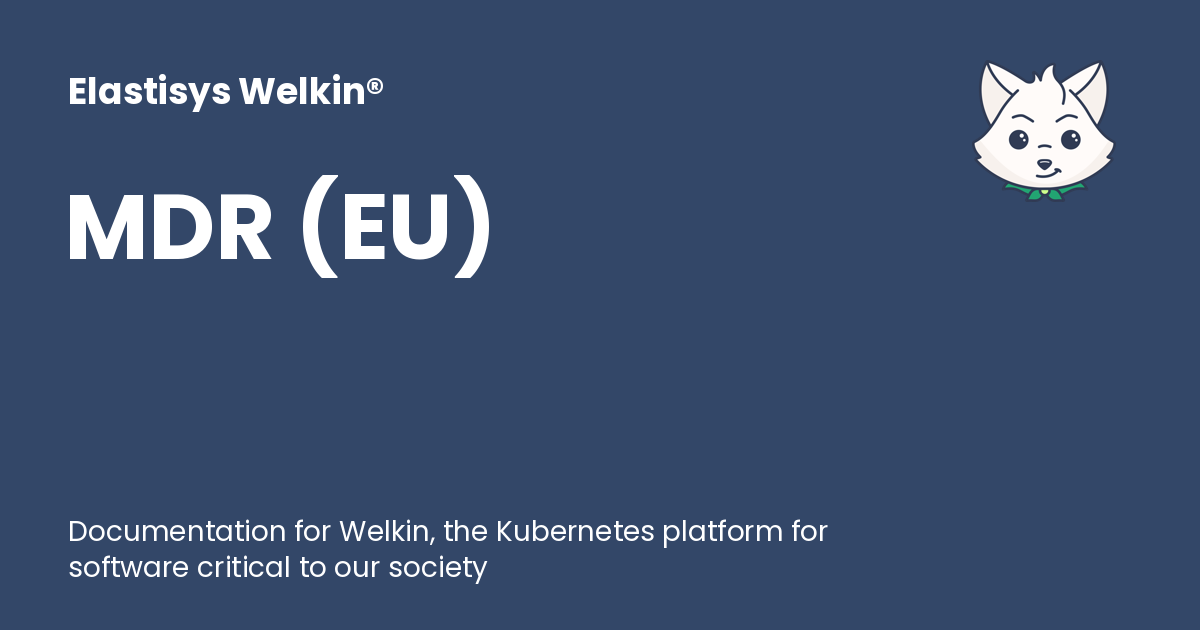 Elastisys Welkin®
MDR (EU)
Documentation for Welkin, the Kubernetes platform for
software critical to our society